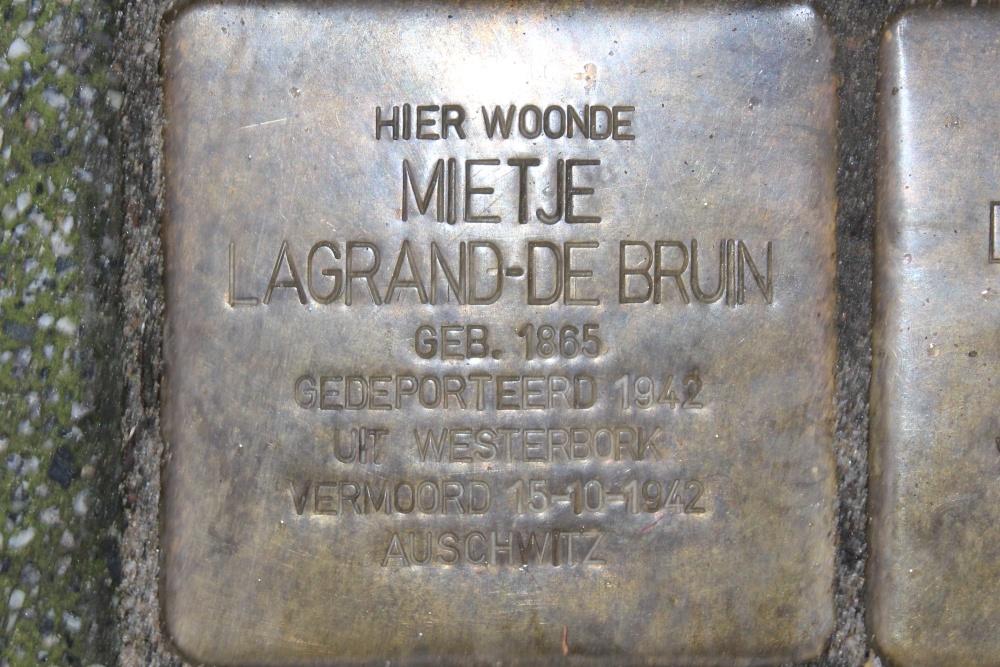 HIER WOONDE
MIETJE
LAGRAND-DE BRUIN
GEB. 1865
GEDEPORTEERD 1942
UIT WESTERBORK
VERMOORD 15-10-1942
AUSCHWITZ